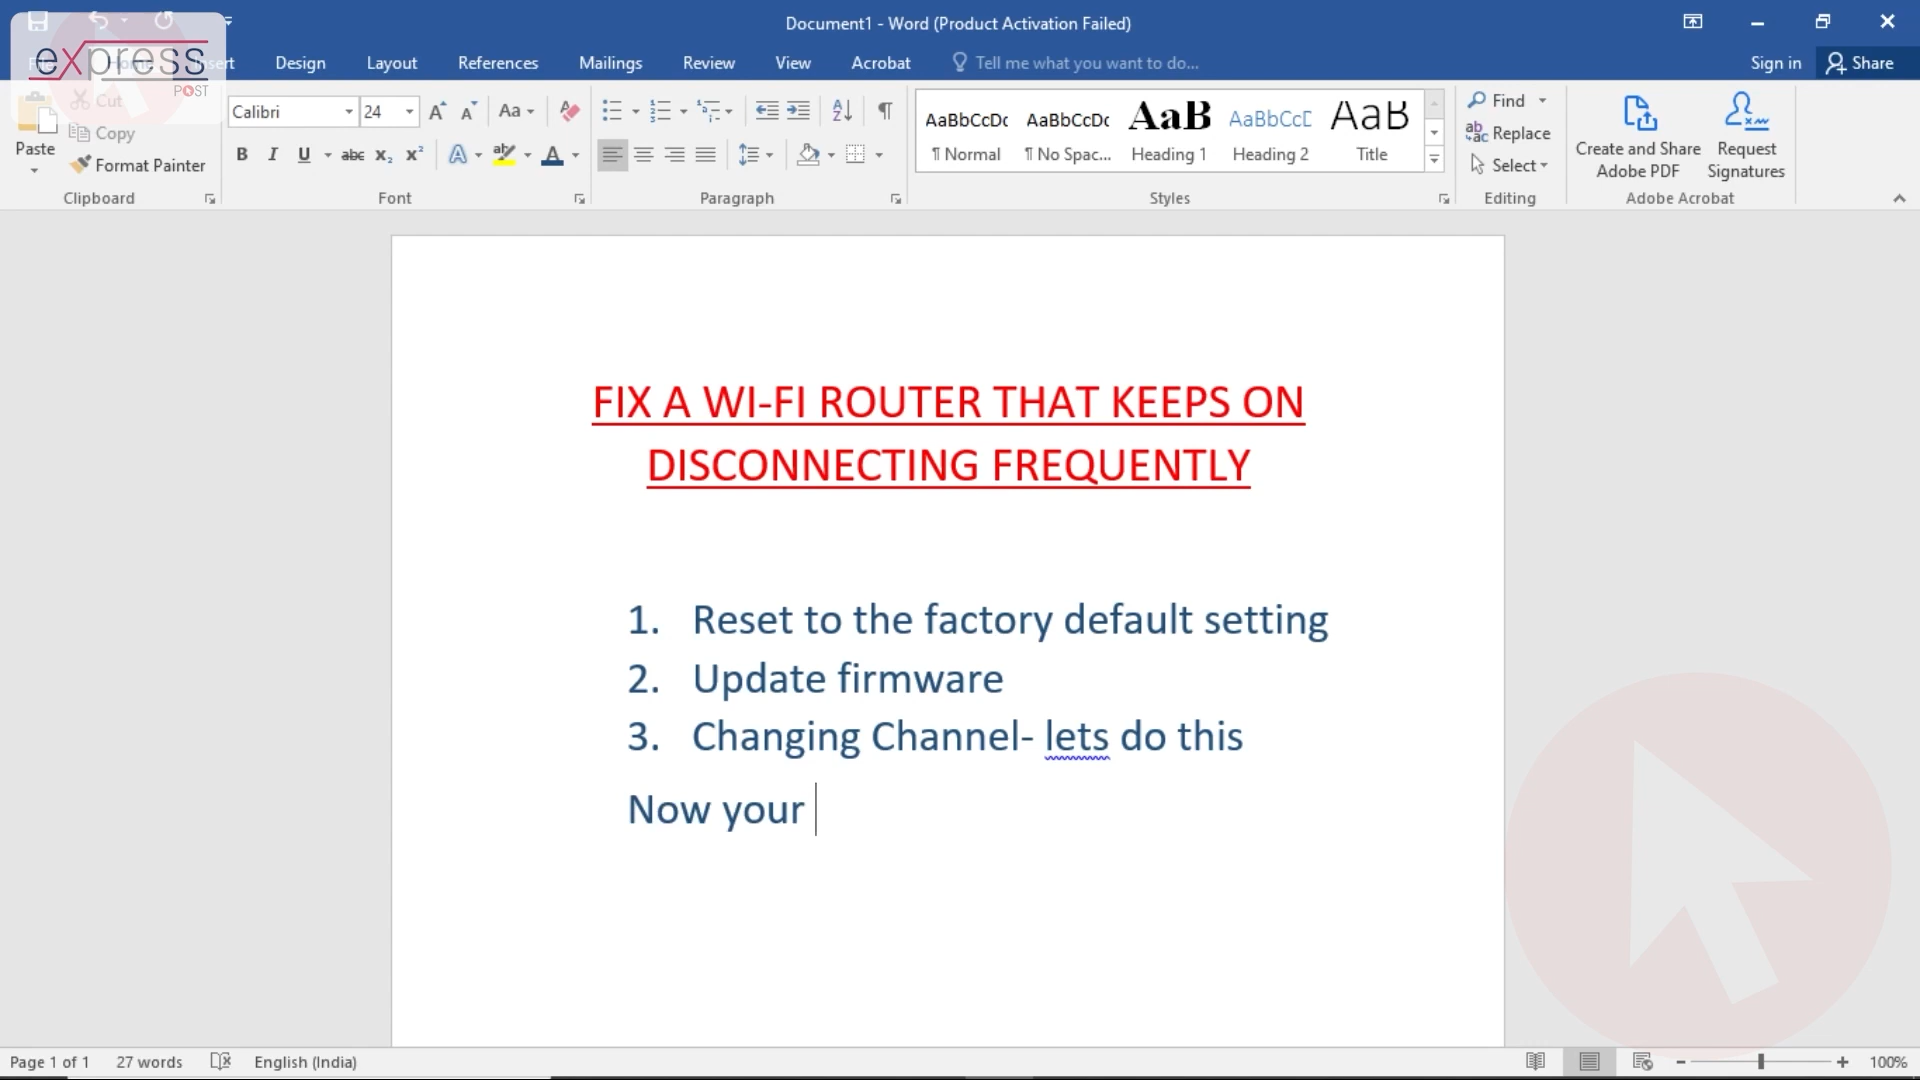 Document1 - Word (Product Activation Failed)
express
POST
Insert Design Layout References Mailings Review View Acrobat Tell me what you want to do... Sign in Share
Cut
Copy
Format Painter
Paste
Clipboard
Calibri 24
Font
Paragraph
AaBbCcDc AaBbCcDc AaB AaBbCcD AaB
¶ Normal ¶ No Spac... Heading 1 Heading 2 Title
Styles
Find
Replace
Select
Editing
Create and Share
Adobe PDF
Request
Signatures
Adobe Acrobat
FIX A WI-FI ROUTER THAT KEEPS ON
DISCONNECTING FREQUENTLY
1. Reset to the factory default setting
2. Update firmware
3. Changing Channel- lets do this
Now your
Page 1 of 1 27 words English (India) 100%